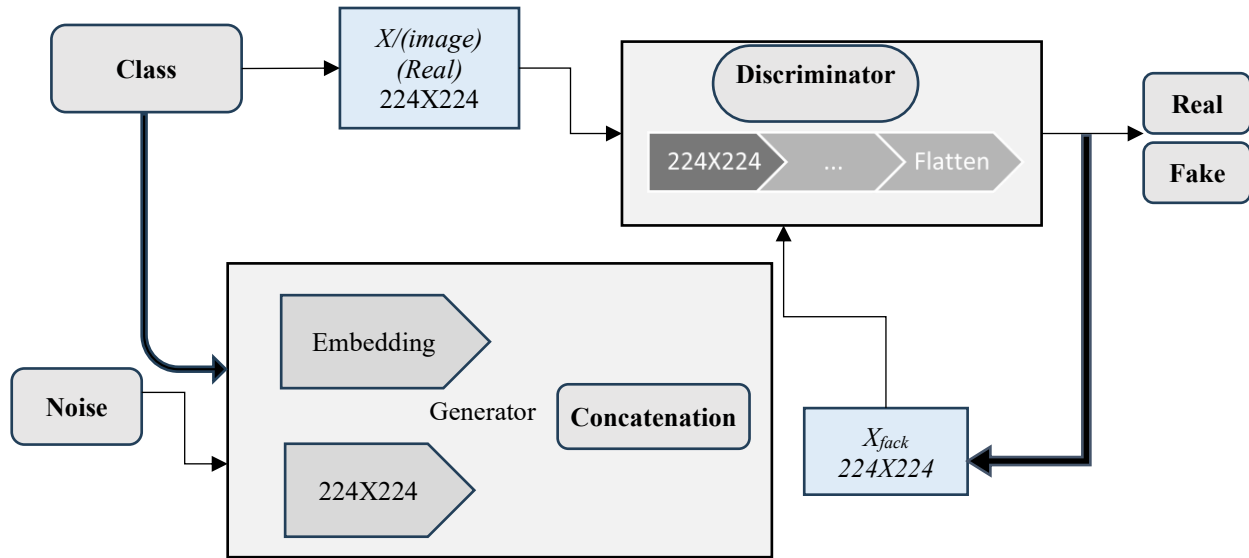 Class
X/(image)
(Real)
224X224
Discriminator
224X224
...
Flatten
Real
Fake
Embedding
Noise
Generator
Concatenation
224X224
X_fack
224X224